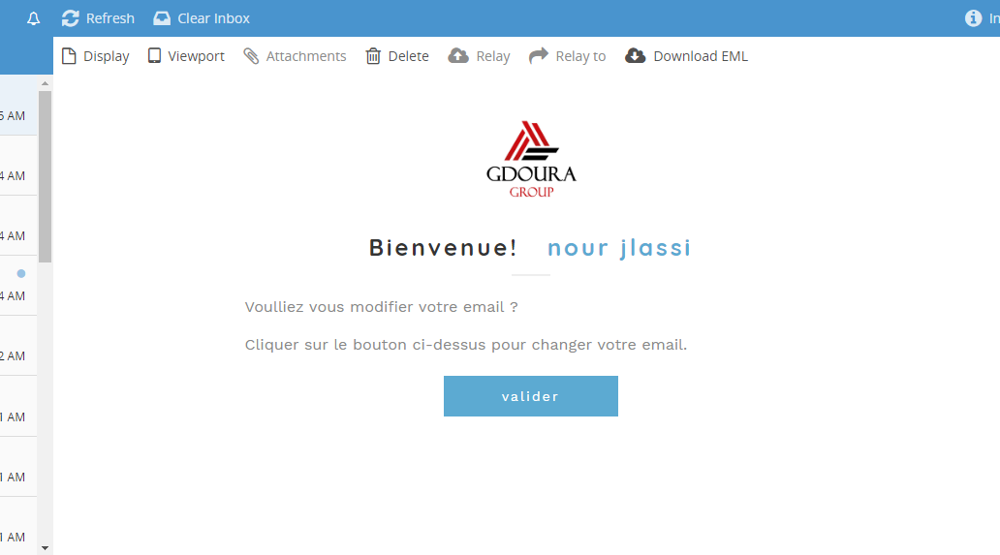 Refresh
Clear Inbox
Display
Viewport
Attachments
Delete
Relay
Relay to
Download EML
5 AM
4 AM
4 AM
4 AM
2 AM
1 AM
1 AM
1 AM
GDOURA
GROUP
Bienvenue! nour jlassi
Voulliez vous modifier votre email ?
Cliquer sur le bouton ci-dessus pour changer votre email.
valider